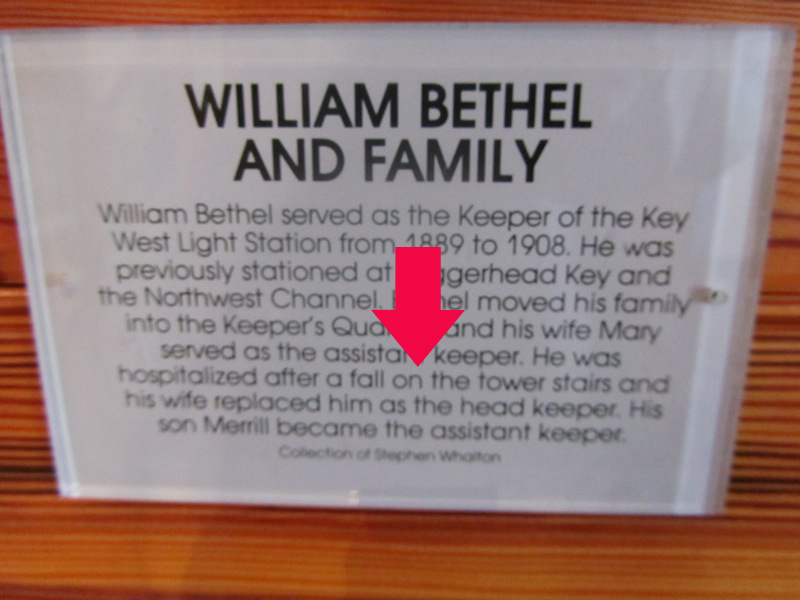 WILLIAM BETHEL
AND FAMILY
William Bethel served as the Keeper of the Key
West Light Station from 1889 to 1908. He was
previously stationed at ggerhead Key and
the Northwest Channel. moved his family
into the Keeper's and his wife Mary
served as the assistant keeper. He was
hospitalized after a fall on the tower stairs and
his wife replaced him as the head keeper. His
son Merrill became the assistant keeper.
Collection of Stephen Whalton